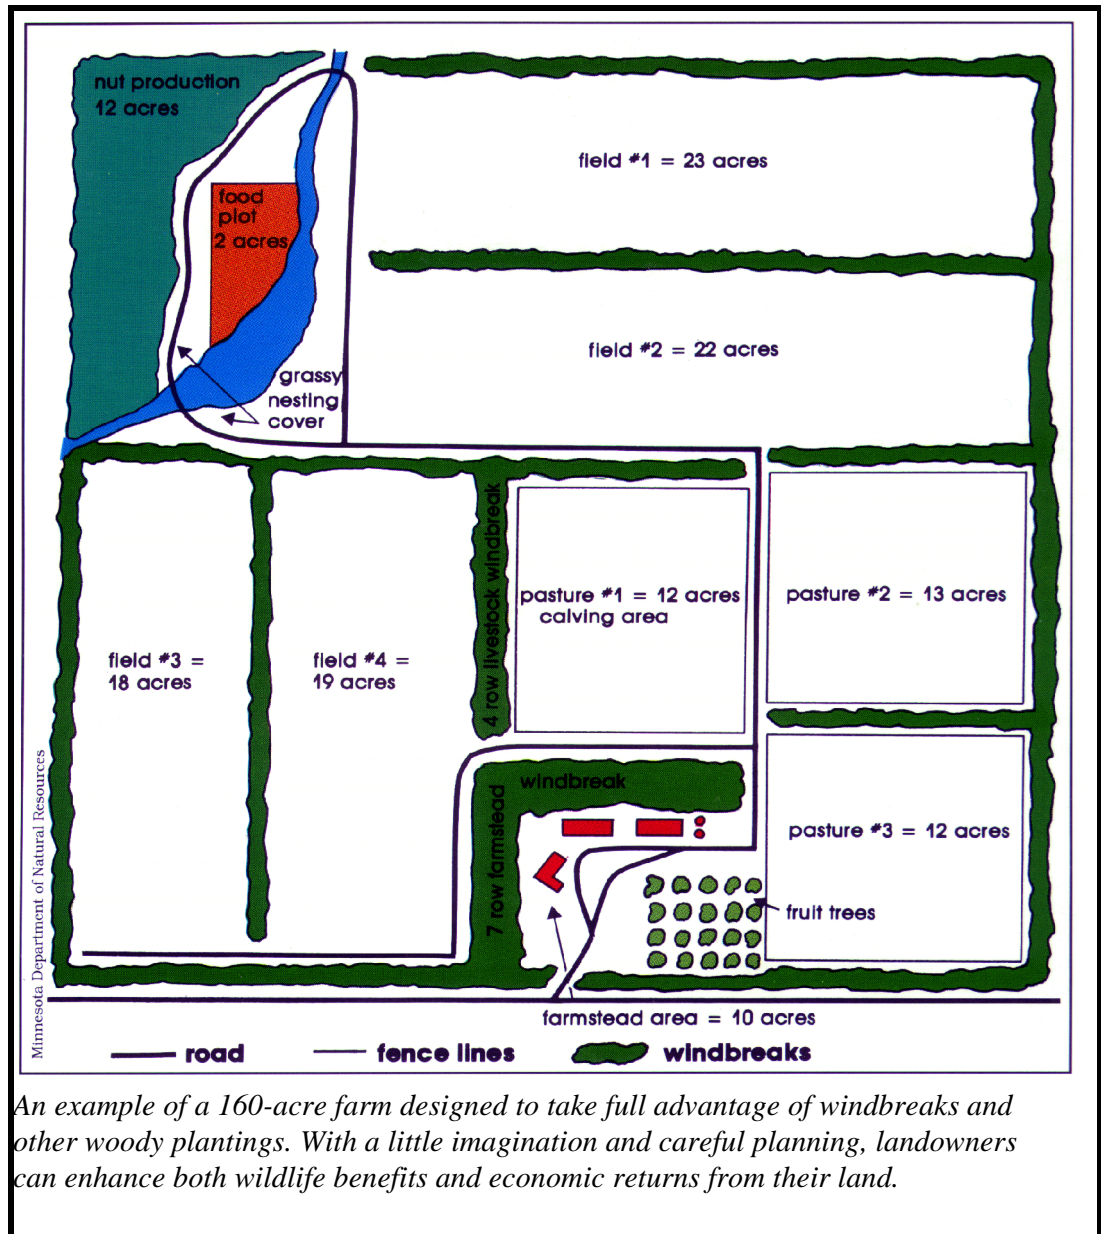 nut production
12 acres
field #1 = 23 acres
food
plot
2 acres
field #2 = 22 acres
grassy
nesting
cover
4 row livestock windbreak
pasture #1 = 12 acres
calving area
pasture #2 = 13 acres
field #3 =
18 acres
field #4 =
19 acres
windbreak
7 row farmstead
pasture #3 = 12 acres
fruit trees
farmstead area = 10 acres
Minnesota Department of Natural Resources
road
fence lines
windbreaks
An example of a 160-acre farm designed to take full advantage of windbreaks and
other woody plantings. With a little imagination and careful planning, landowners
can enhance both wildlife benefits and economic returns from their land.